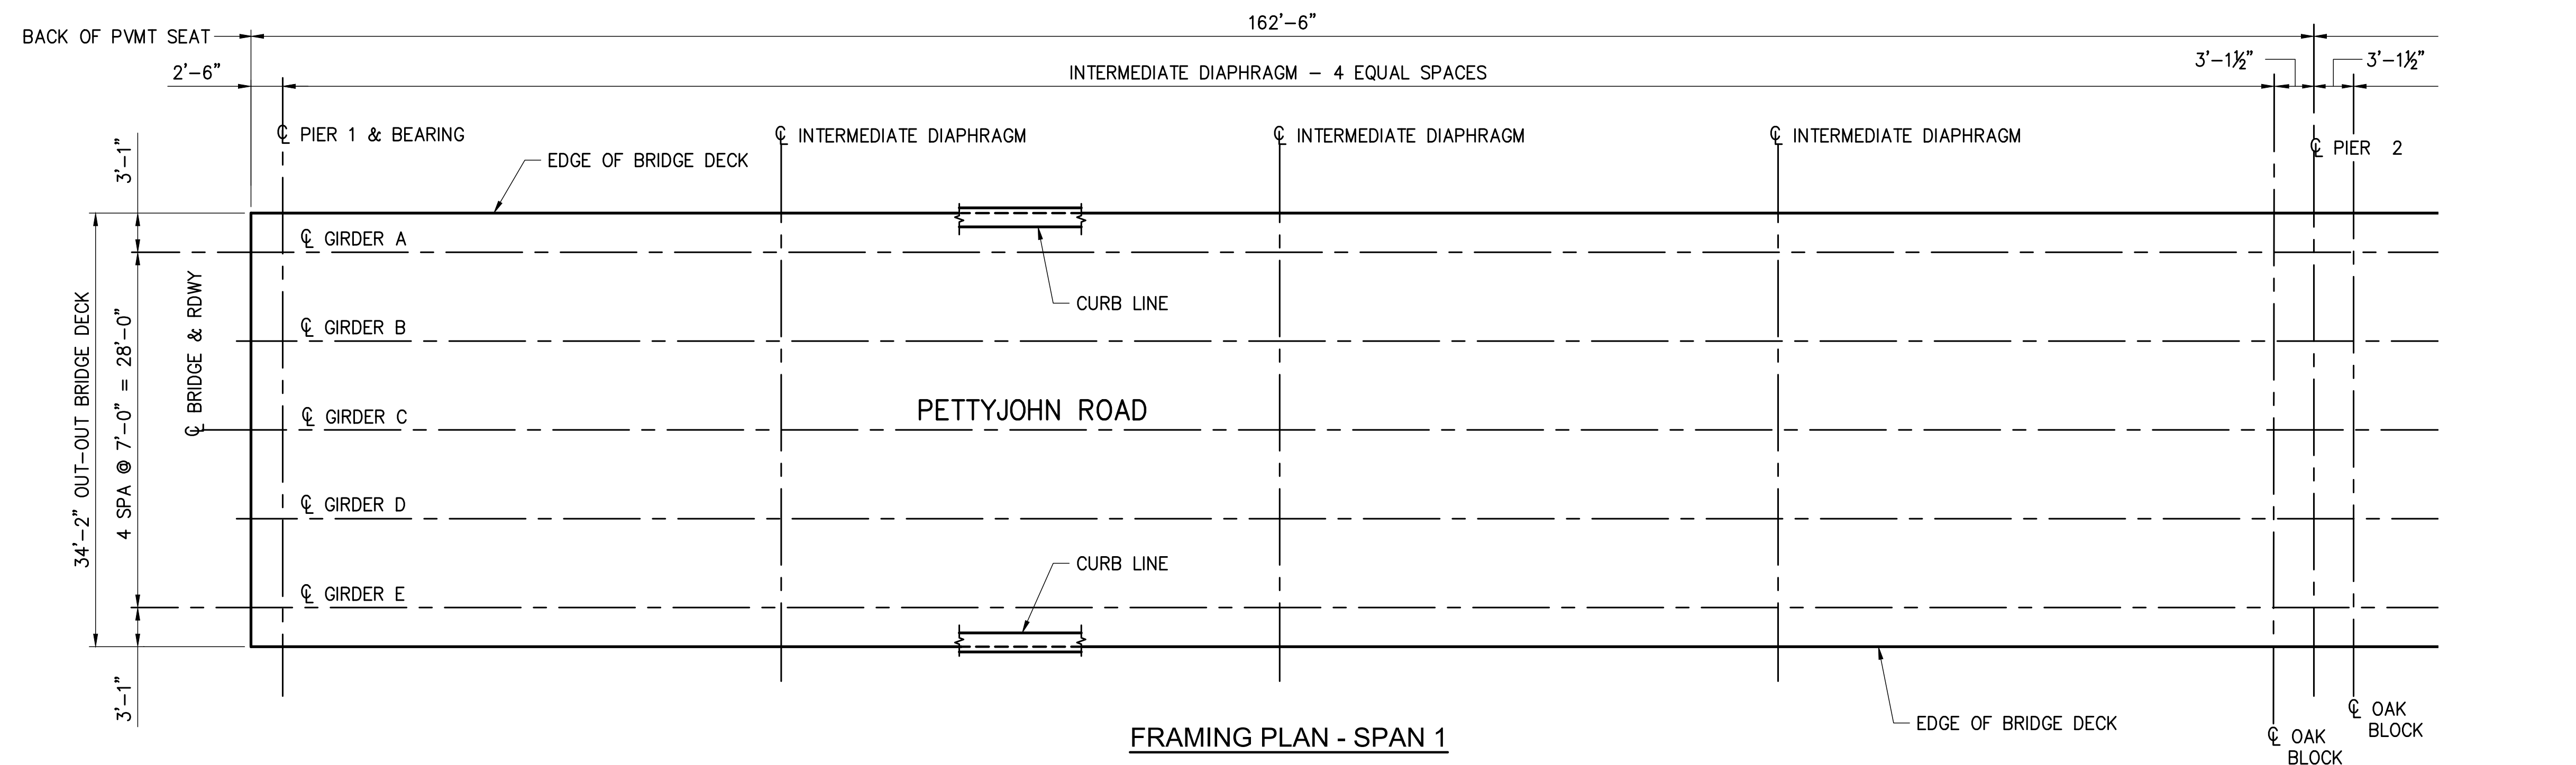 162'-6"
BACK OF PVMT SEAT
2'-6"
INTERMEDIATE DIAPHRAGM - 4 EQUAL SPACES
3'-1½"
3'-1½"
℄ PIER 1 & BEARING
℄ INTERMEDIATE DIAPHRAGM
℄ INTERMEDIATE DIAPHRAGM
℄ INTERMEDIATE DIAPHRAGM
℄ PIER 2
3'-1"
EDGE OF BRIDGE DECK
℄ GIRDER A
CURB LINE
℄ GIRDER B
℄ BRIDGE & RDWY
34'-2" OUT-OUT BRIDGE DECK
4 SPA @ 7'-0" = 28'-0"
PETTYJOHN ROAD
℄ GIRDER C
℄ GIRDER D
CURB LINE
℄ GIRDER E
3'-1"
EDGE OF BRIDGE DECK
℄ OAK
BLOCK
℄ OAK
BLOCK
FRAMING PLAN - SPAN 1